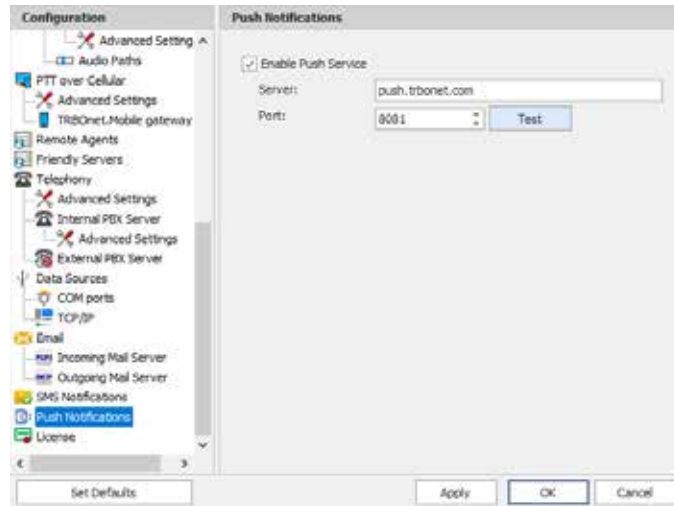 Configuration
Push Notifications
Advanced Setting
Audio Paths
PTT over Cellular
Advanced Settings
TRBOnet.Mobile gateway
Remote Agents
Friendly Servers
Telephony
Advanced Settings
Internal PBX Server
Advanced Settings
External PBX Server
Data Sources
COM ports
TCP/IP
Email
Incoming Mail Server
Outgoing Mail Server
SMS Notifications
Push Notifications
License
Enable Push Service
Server: push.trbonet.com
Port: 8081 Test
Set Defaults Apply OK Cancel